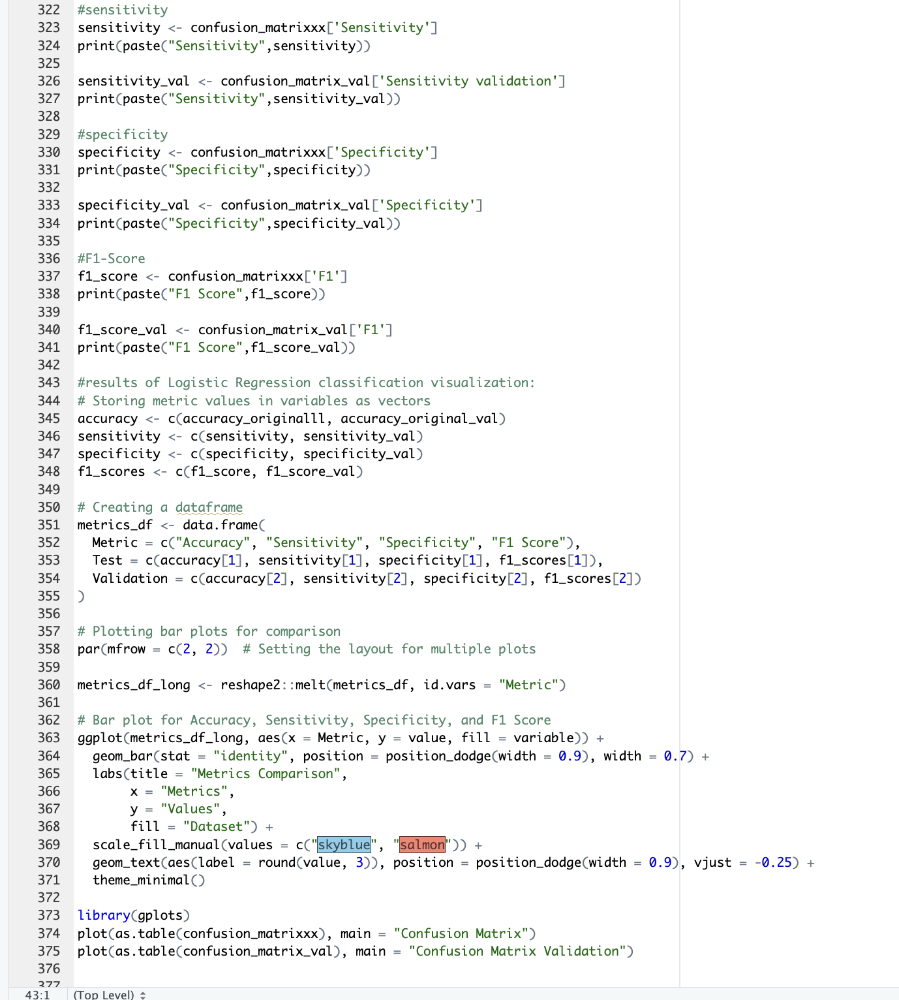 322 #sensitivity
323 sensitivity <- confusion_matrixxx['Sensitivity']
324 print(paste("Sensitivity",sensitivity))
325
326 sensitivity_val <- confusion_matrix_val['Sensitivity validation']
327 print(paste("Sensitivity",sensitivity_val))
328
329 #specificity
330 specificity <- confusion_matrixxx['Specificity']
331 print(paste("Specificity",specificity))
332
333 specificity_val <- confusion_matrix_val['Specificity']
334 print(paste("Specificity",specificity_val))
335
336 #F1-Score
337 f1_score <- confusion_matrixxx['F1']
338 print(paste("F1 Score",f1_score))
339
340 f1_score_val <- confusion_matrix_val['F1']
341 print(paste("F1 Score",f1_score_val))
342
343 #results of Logistic Regression classification visualization:
344 # Storing metric values in variables as vectors
345 accuracy <- c(accuracy_originalll, accuracy_original_val)
346 sensitivity <- c(sensitivity, sensitivity_val)
347 specificity <- c(specificity, specificity_val)
348 f1_scores <- c(f1_score, f1_score_val)
349
350 # Creating a dataframe
351 metrics_df <- data.frame(
352   Metric = c("Accuracy", "Sensitivity", "Specificity", "F1 Score"),
353   Test = c(accuracy[1], sensitivity[1], specificity[1], f1_scores[1]),
354   Validation = c(accuracy[2], sensitivity[2], specificity[2], f1_scores[2])
355 )
356
357 # Plotting bar plots for comparison
358 par(mfrow = c(2, 2))  # Setting the layout for multiple plots
359
360 metrics_df_long <- reshape2::melt(metrics_df, id.vars = "Metric")
361
362 # Bar plot for Accuracy, Sensitivity, Specificity, and F1 Score
363 ggplot(metrics_df_long, aes(x = Metric, y = value, fill = variable)) +
364   geom_bar(stat = "identity", position = position_dodge(width = 0.9), width = 0.7) +
365   labs(title = "Metrics Comparison",
366        x = "Metrics",
367        y = "Values",
368        fill = "Dataset") +
369   scale_fill_manual(values = c("skyblue", "salmon")) +
370   geom_text(aes(label = round(value, 3)), position = position_dodge(width = 0.9), vjust = -0.25) +
371   theme_minimal()
372
373 library(gplots)
374 plot(as.table(confusion_matrixxx), main = "Confusion Matrix")
375 plot(as.table(confusion_matrix_val), main = "Confusion Matrix Validation")
376
377
43:1 (Top Level)